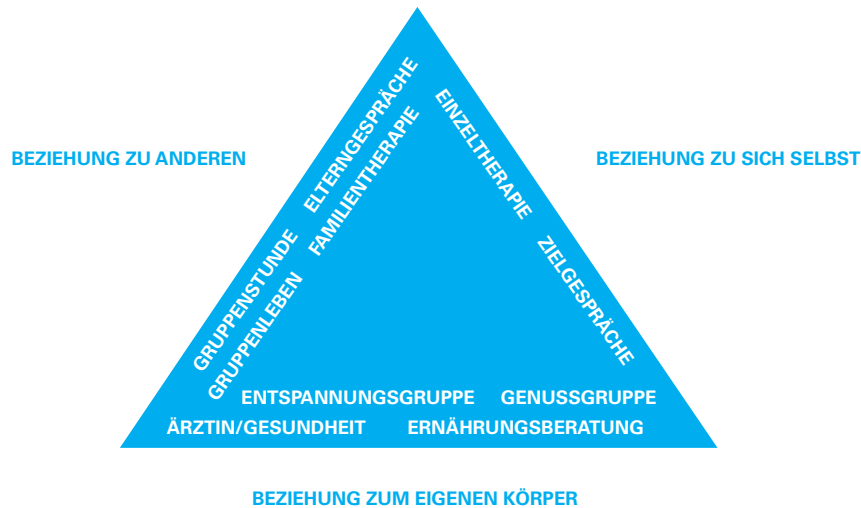 BEZIEHUNG ZU ANDEREN
ELTERNGESPRÄCHE
FAMILIENTHERAPIE
GRUPPENSTUNDE
GRUPPENLEBEN
EINZELTHERAPIE
ZIELGESPRÄCHE
BEZIEHUNG ZU SICH SELBST
ENTSPANNUNGSGRUPPE GENUSSGRUPPE
ÄRZTIN/GESUNDHEIT ERNÄHRUNGSBERATUNG
BEZIEHUNG ZUM EIGENEN KÖRPER